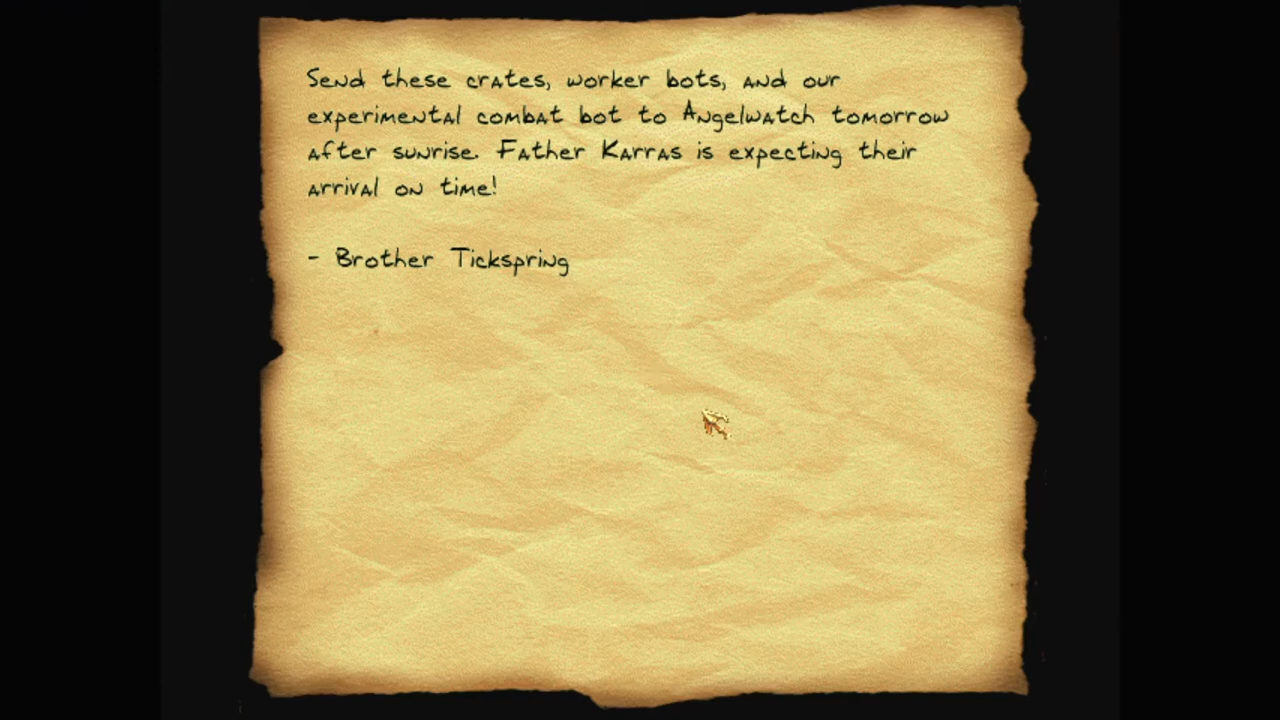 Send these crates, worker bots, and our
experimental combat bot to Angelwatch tomorrow
after sunrise. Father Karras is expecting their
arrival on time!
- Brother Tickspring